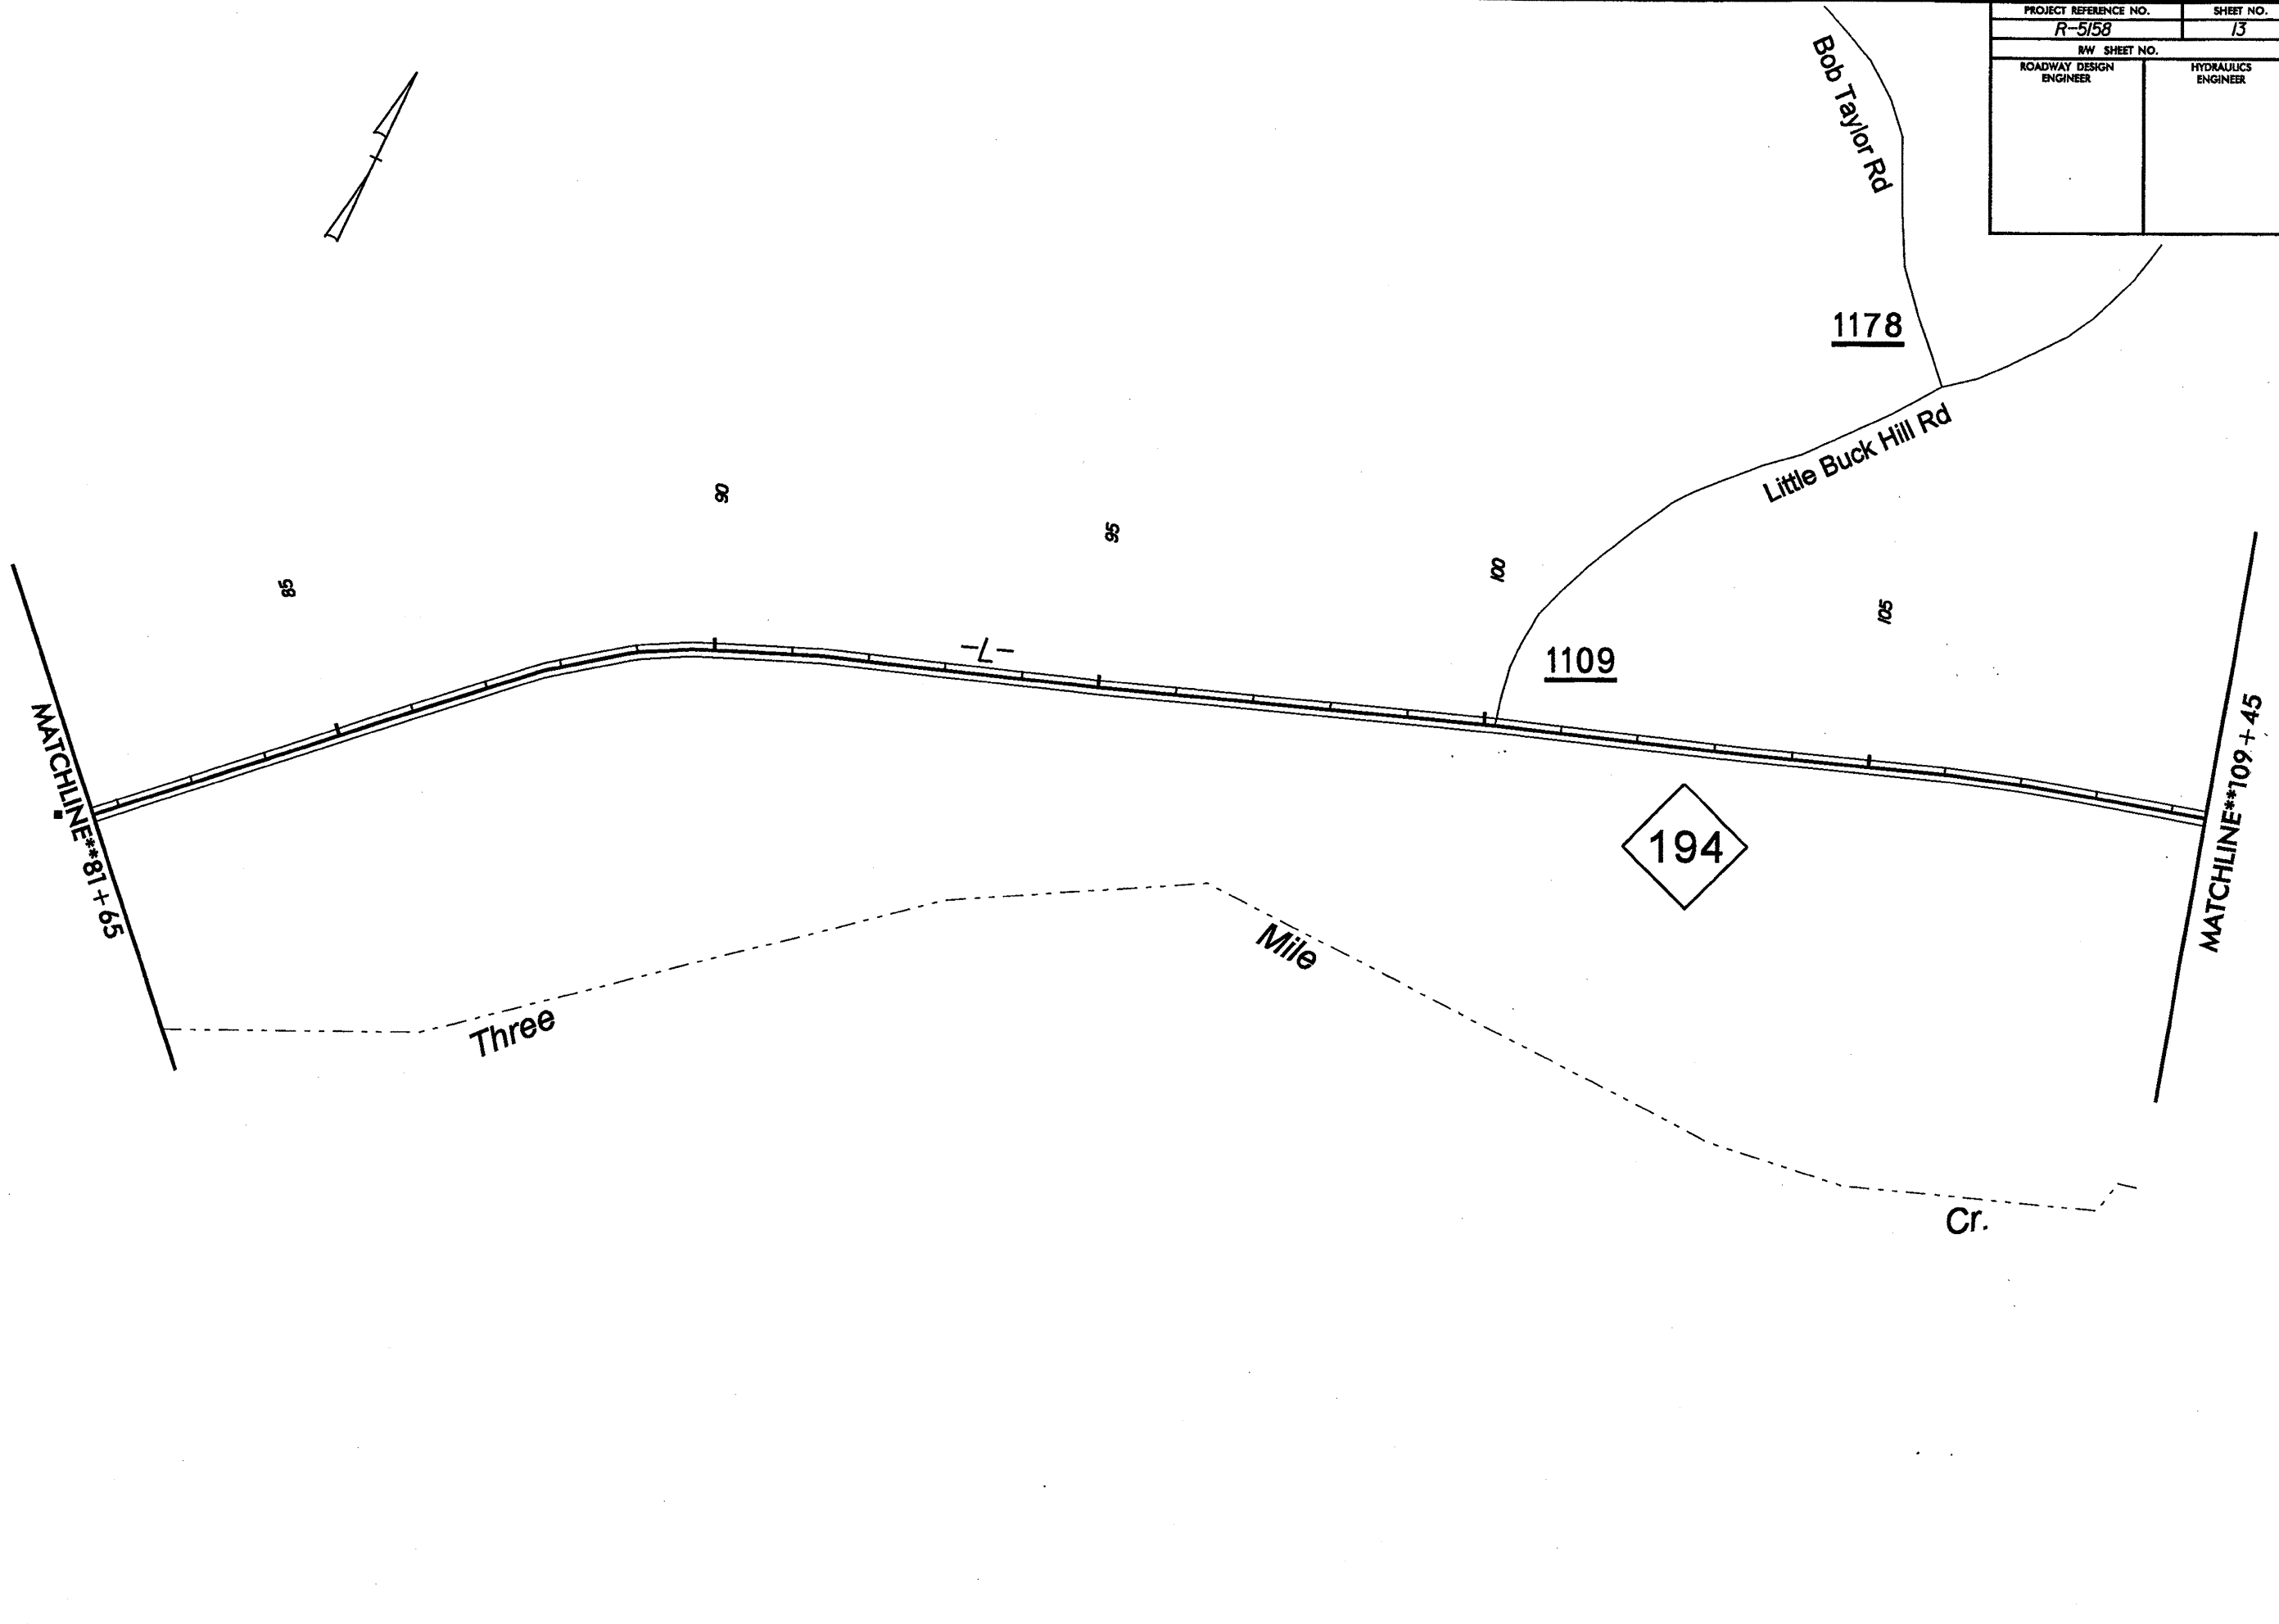 PROJECT REFERENCE NO.
SHEET NO.
R-5158
13
RW SHEET NO.
ROADWAY DESIGN
ENGINEER
HYDRAULICS
ENGINEER
Bob Taylor Rd
1178
Little Buck Hill Rd
85
90
95
100
105
-L-
1109
MATCHLINE**81+65
MATCHLINE**109+45
194
Three
Mile
Cr.